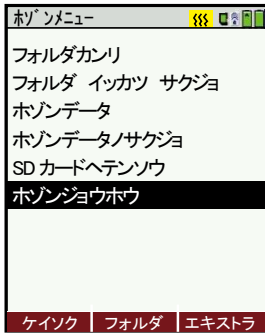 ホゾンメニュー
フォルダカンリ
フォルダ イッカツ サクジョ
ホゾンデータ
ホゾンデータノサクジョ
SDカードヘテンソウ
ホゾンジョウホウ
ケイソク フォルダ エキストラ